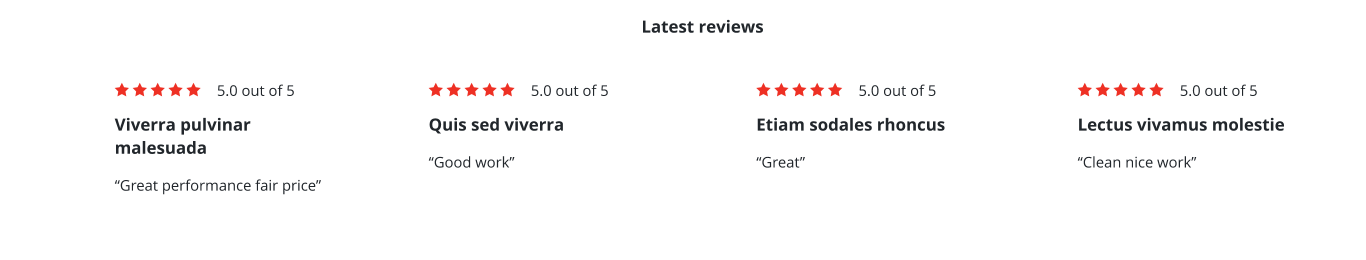 Latest reviews
5.0 out of 5
Viverra pulvinar
malesuada
“Great performance fair price”
5.0 out of 5
Quis sed viverra
“Good work”
5.0 out of 5
Etiam sodales rhoncus
“Great”
5.0 out of 5
Lectus vivamus molestie
“Clean nice work”